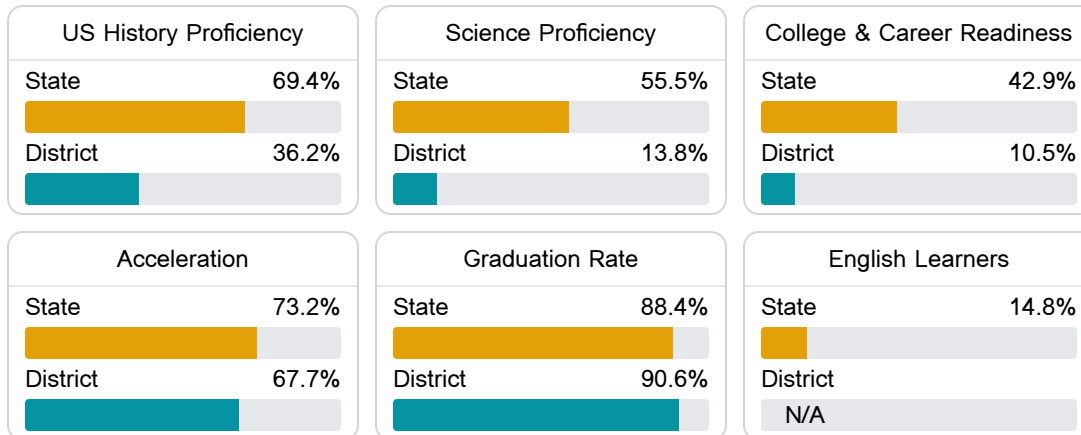 US History Proficiency
State 69.4%
District 36.2%
Science Proficiency
State 55.5%
District 13.8%
College & Career Readiness
State 42.9%
District 10.5%
Acceleration
State 73.2%
District 67.7%
Graduation Rate
State 88.4%
District 90.6%
English Learners
State 14.8%
District
N/A